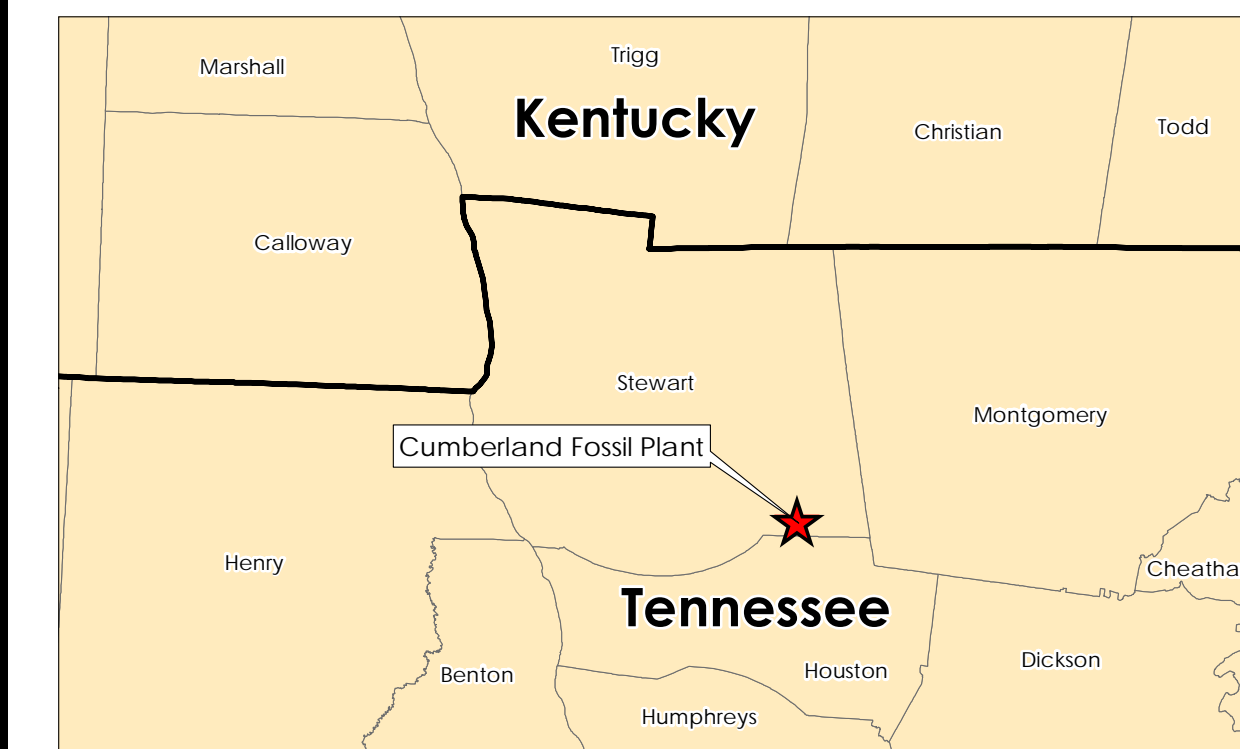 Trigg
Marshall
Kentucky
Todd
Christian
Calloway
Stewart
Montgomery
Cumberland Fossil Plant
Henry
Cheatha
Tennessee
Dickson
Houston
Benton
Humphreys